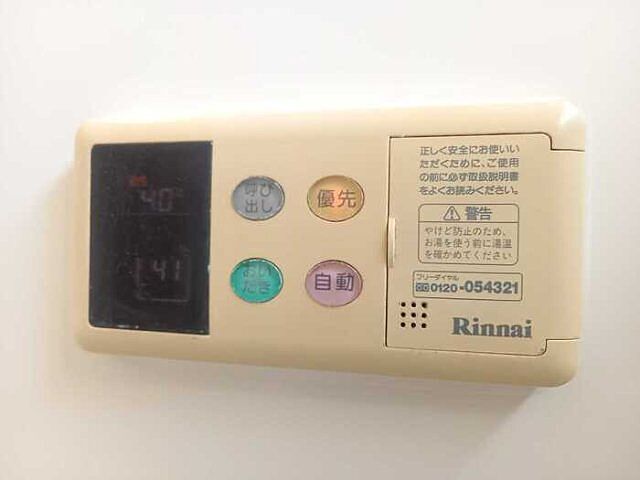 40
41
呼び
出し
優先
おい
だき
自動
正しく安全にお使いい
ただくために、ご使用
の前に必ず取扱説明書
をよくお読みください。
警告
やけど防止のため、
お湯を使う前に湯温
を確かめてください
フリーダイヤル
0120-054321
Rinnai